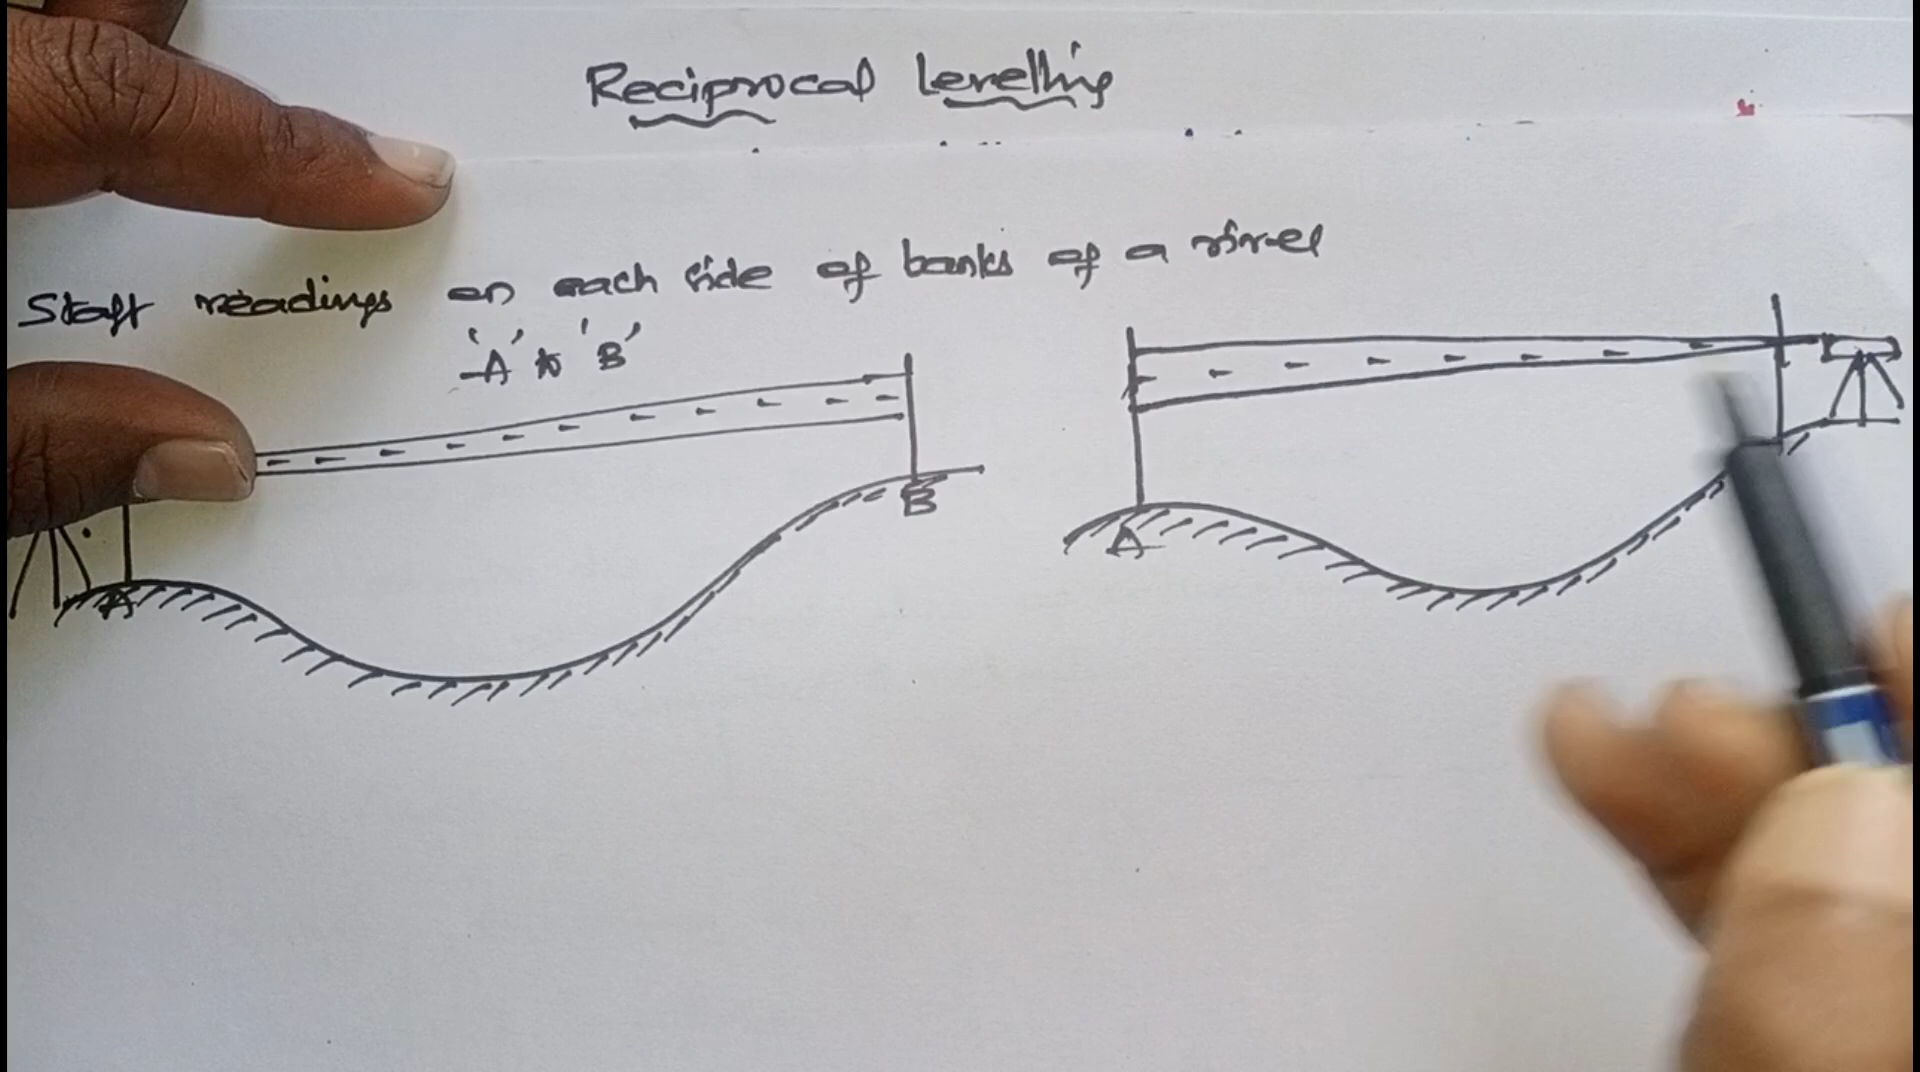 Reciprocal Levelling
Staff readings on each side of banks of a river
'A' to 'B'
B
A
A